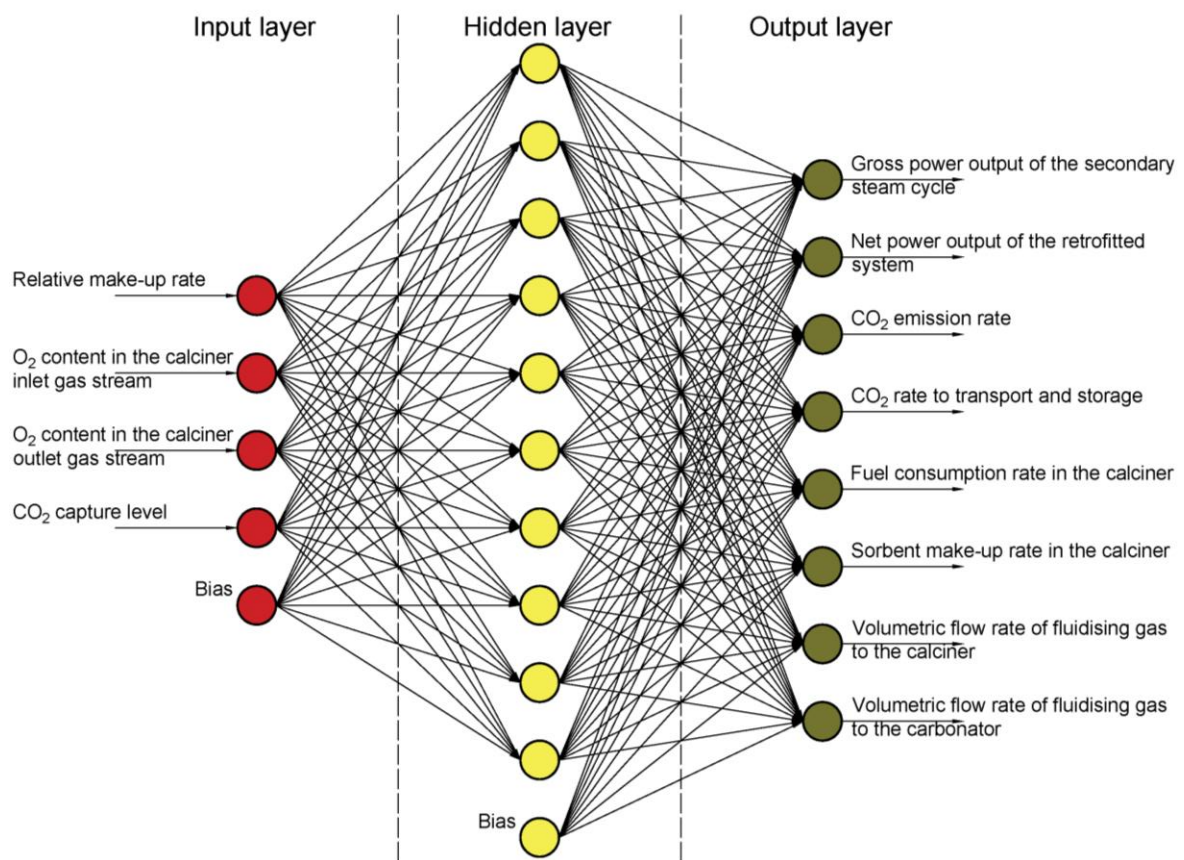 Input layer
Hidden layer
Output layer
Relative make-up rate
O₂ content in the calciner
inlet gas stream
O₂ content in the calciner
outlet gas stream
CO₂ capture level
Bias
Bias
Gross power output of the secondary
steam cycle
Net power output of the retrofitted
system
CO₂ emission rate
CO₂ rate to transport and storage
Fuel consumption rate in the calciner
Sorbent make-up rate in the calciner
Volumetric flow rate of fluidising gas
to the calciner
Volumetric flow rate of fluidising gas
to the carbonator